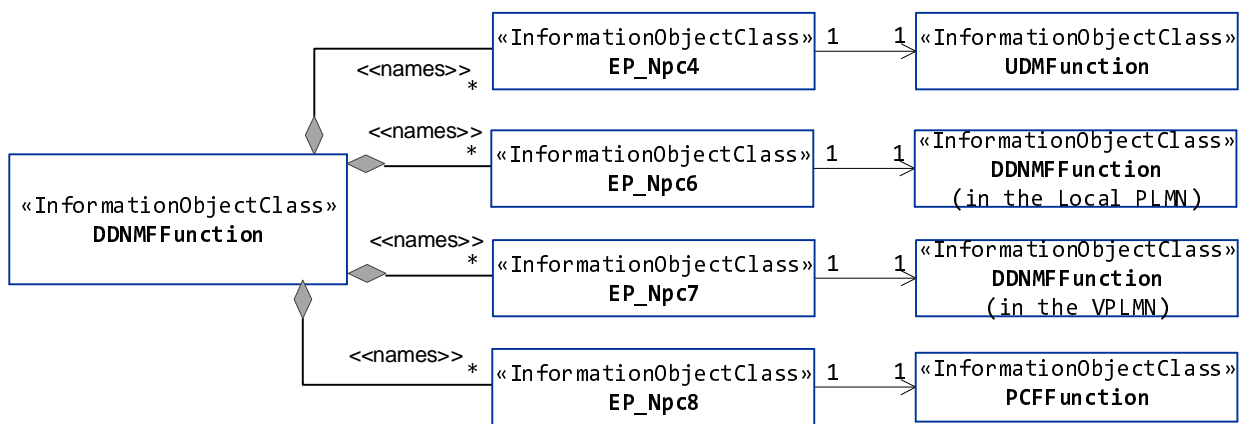 «InformationObjectClass»
DDNMFFunction
<<names>>
*
«InformationObjectClass»
EP_Npc4
1 1
«InformationObjectClass»
UDMFunction
<<names>>
*
«InformationObjectClass»
EP_Npc6
1 1
«InformationObjectClass»
DDNMFFunction
(in the Local PLMN)
<<names>>
*
«InformationObjectClass»
EP_Npc7
1 1
«InformationObjectClass»
DDNMFFunction
(in the VPLMN)
<<names>>
*
«InformationObjectClass»
EP_Npc8
1 1
«InformationObjectClass»
PCFFunction